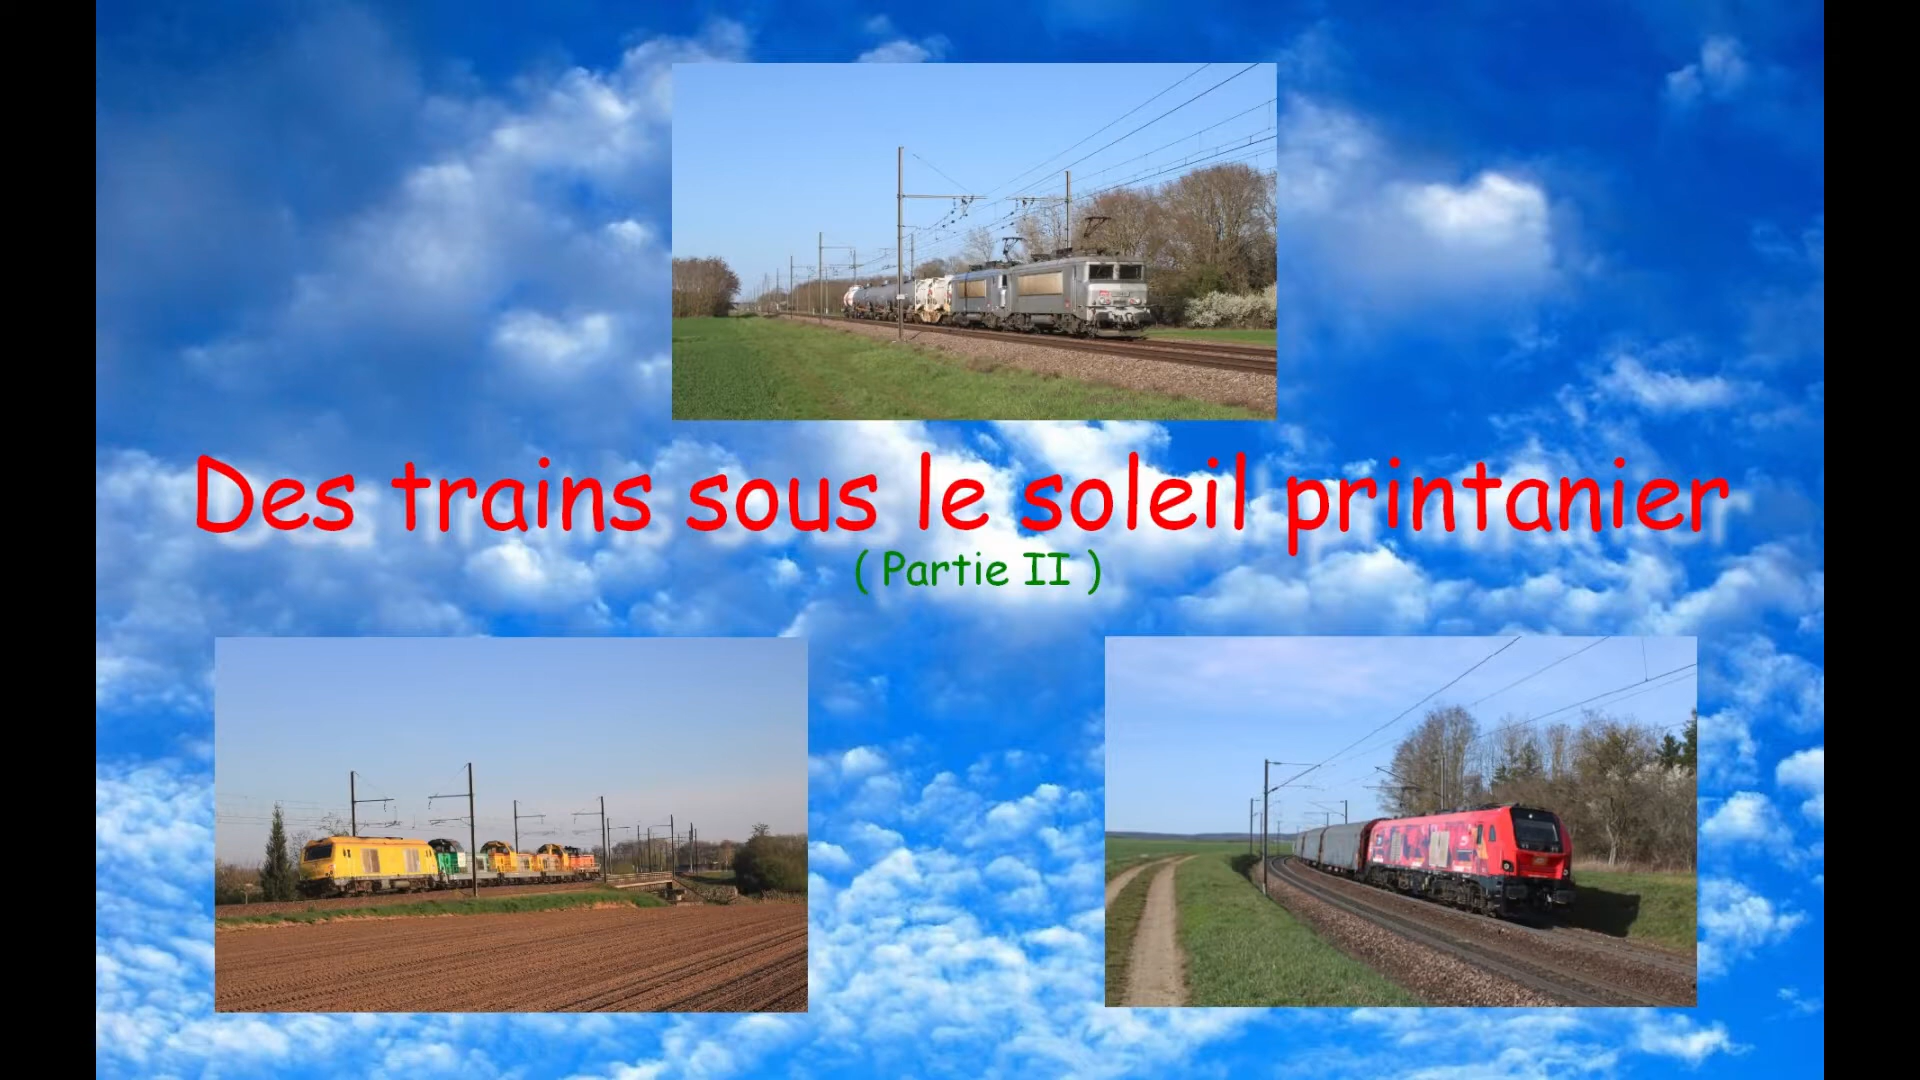 Des trains sous le soleil printanier
( Partie II )